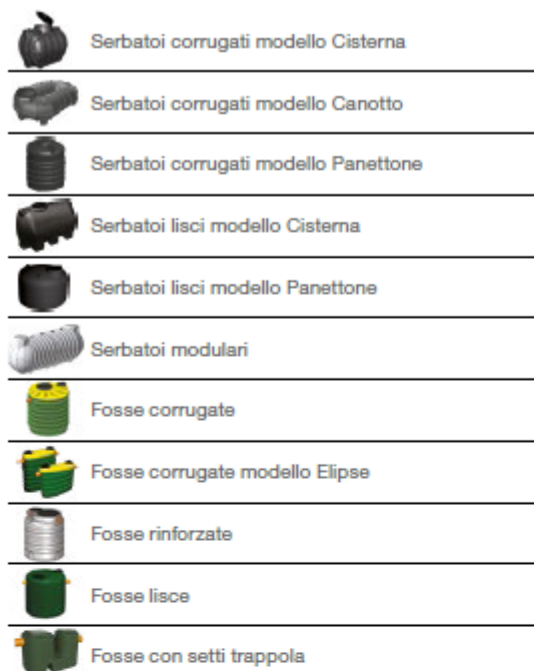 Serbatoi corrugati modello Cisterna
Serbatoi corrugati modello Canotto
Serbatoi corrugati modello Panettone
Serbatoi lisci modello Cisterna
Serbatoi lisci modello Panettone
Serbatoi modulari
Fosse corrugate
Fosse corrugate modello Elipse
Fosse rinforzate
Fosse lisce
Fosse con setti trappola